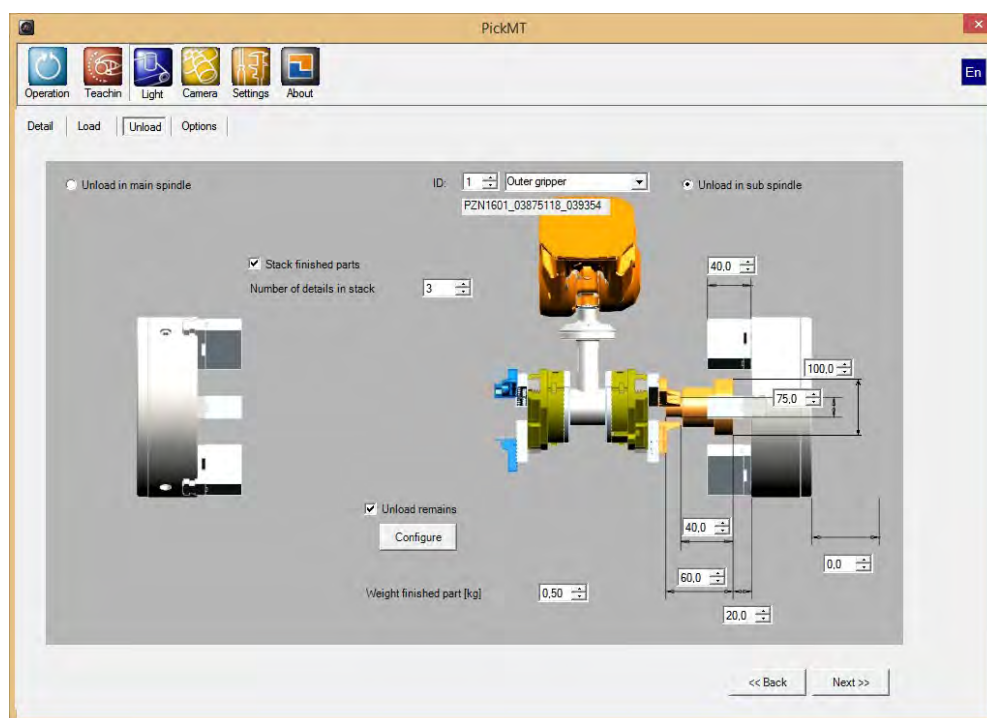 PickMT
Operation Teachin Light Camera Settings About
En
Detail Load Unload Options
Unload in main spindle
ID: 1 Outer gripper
Unload in sub spindle
PZN1601_03875118_039354
Stack finished parts
40,0
Number of details in stack 3
100,0
75,0
Unload remains
40,0
Configure
0,0
60,0
Weight finished part [kg] 0,50
20,0
<< Back Next >>